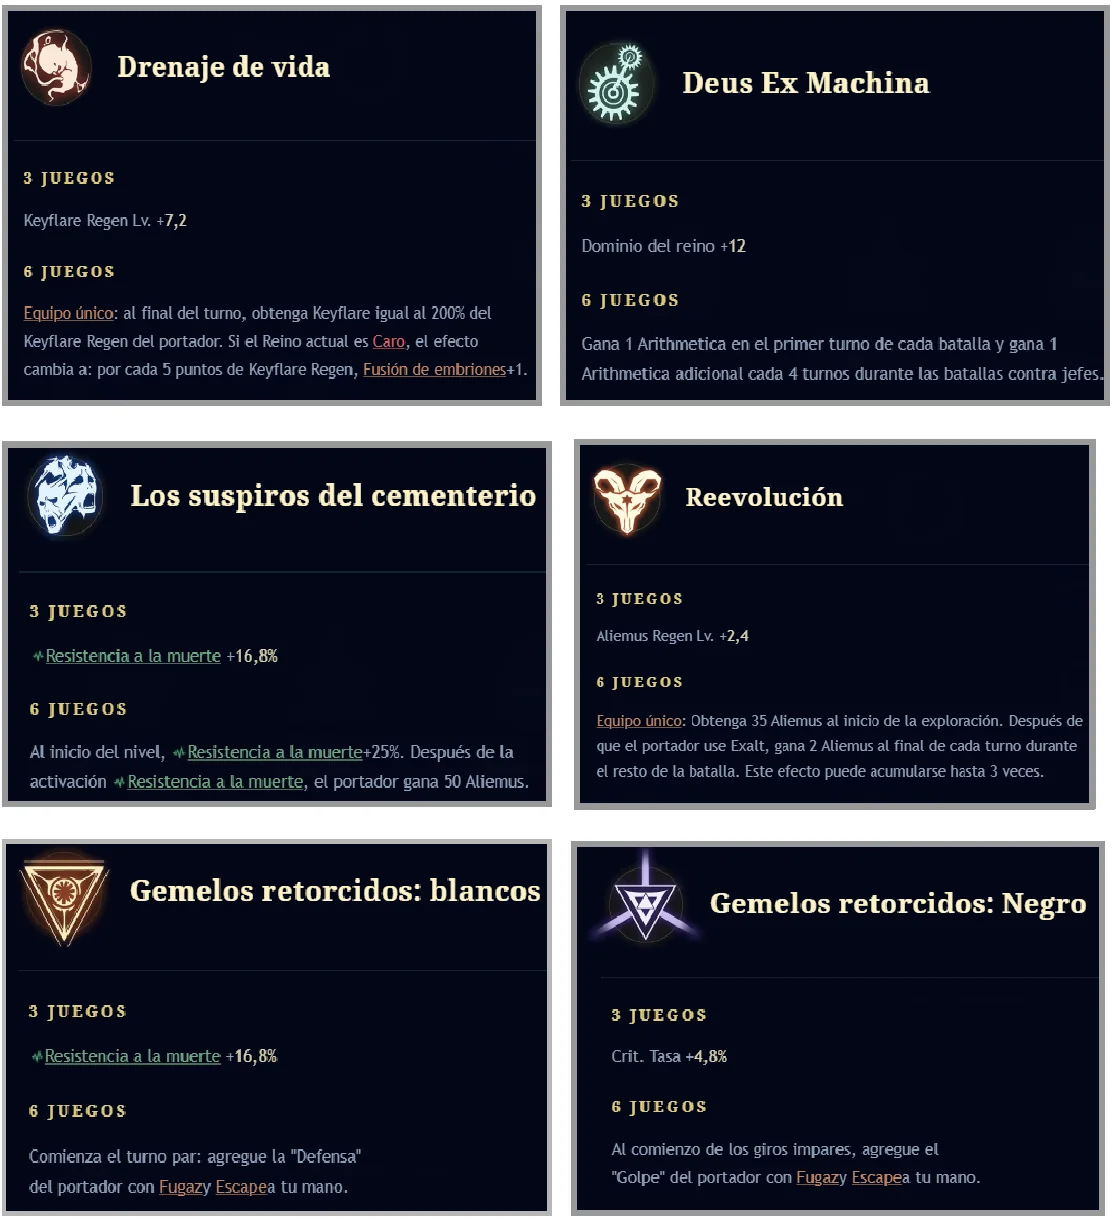 Drenaje de vida
3 JUEGOS
Keyflare Regen Lv. +7,2
6 JUEGOS
Equipo único: al final del turno, obtenga Keyflare igual al 200% del
Keyflare Regen del portador. Si el Reino actual es Caro, el efecto
cambia a: por cada 5 puntos de Keyflare Regen, Fusión de embriones+1.
Deus Ex Machina
3 JUEGOS
Dominio del reino +12
6 JUEGOS
Gana 1 Arithmetica en el primer turno de cada batalla y gana 1
Arithmetica adicional cada 4 turnos durante las batallas contra jefes.
Los suspiros del cementerio
3 JUEGOS
Resistencia a la muerte +16,8%
6 JUEGOS
Al inicio del nivel, Resistencia a la muerte+25%. Después de la
activación Resistencia a la muerte, el portador gana 50 Aliemus.
Reevolución
3 JUEGOS
Aliemus Regen Lv. +2,4
6 JUEGOS
Equipo único: Obtenga 35 Aliemus al inicio de la exploración. Después de
que el portador use Exalt, gana 2 Aliemus al final de cada turno durante
el resto de la batalla. Este efecto puede acumularse hasta 3 veces.
Gemelos retorcidos: blancos
3 JUEGOS
Resistencia a la muerte +16,8%
6 JUEGOS
Comienza el turno par: agregue la "Defensa"
del portador con Fugazy Escapea tu mano.
Gemelos retorcidos: Negro
3 JUEGOS
Crit. Tasa +4,8%
6 JUEGOS
Al comienzo de los giros impares, agregue el
"Golpe" del portador con Fugazy Escapea tu mano.